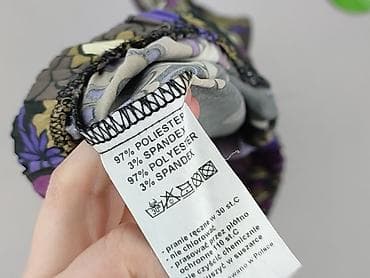 97% POLIESTER
3% SPANDEX
97% POLYESTER
3% SPANDEX
- pranie ręczne w 30 st.C
- nie chlorować
- prasować przez płótno
ochronne 110 st.C
nie czyścić chemicznie
suszyć w suszarce
w Polsce